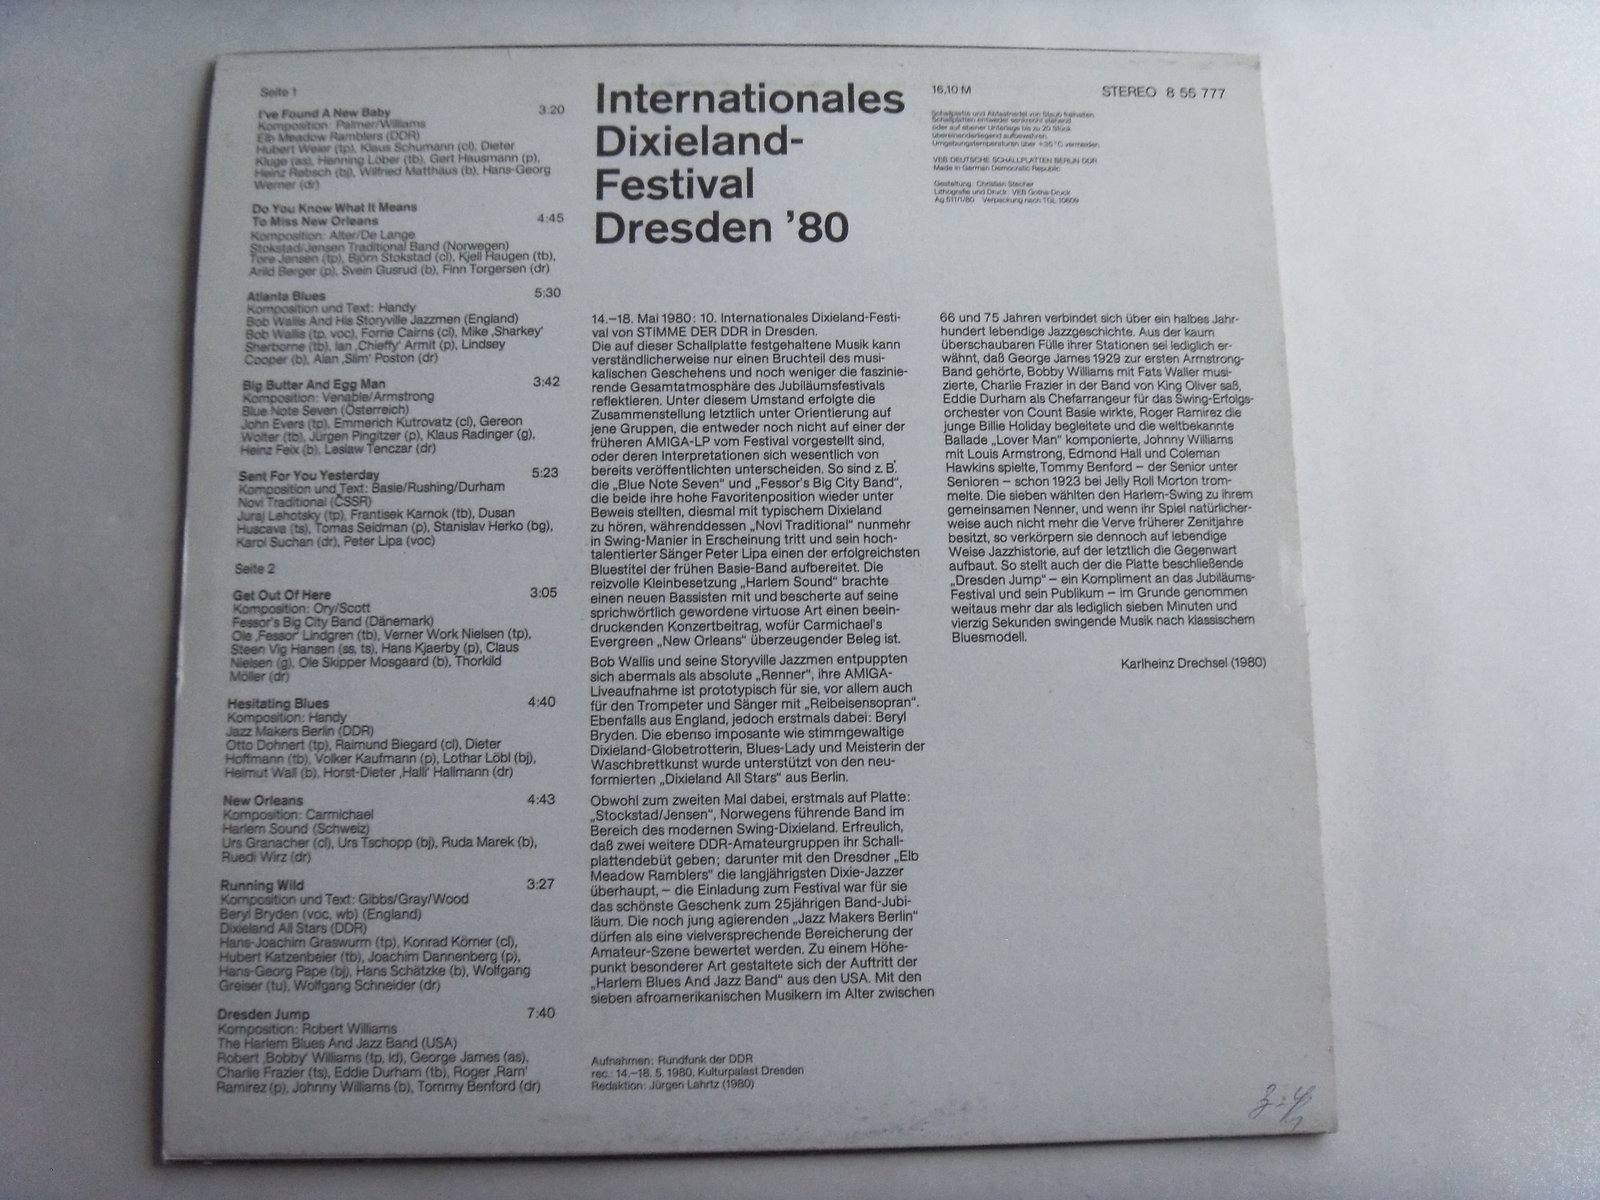 Seite 1
I've Found A New Baby 3:20
Komposition: Palmer/Williams
Elb Meadow Ramblers (DDR)
Hubert Weier (tp), Klaus Schumann (cl), Dieter
Kluge (as), Henning Löber (tb), Gert Hausmann (p),
Heinz Rebsch (bj), Wilfried Matthäus (b), Hans-Georg
Werner (dr)
Do You Know What It Means
To Miss New Orleans 4:45
Komposition: Alter/De Lange
Stokstad/Jensen Traditional Band (Norwegen)
Tore Jensen (tp), Björn Stokstad (cl), Kjell Haugen (tb),
Arild Berger (p), Svein Gusrud (b), Finn Torgersen (dr)
Atlanta Blues 5:30
Komposition und Text: Handy
Bob Wallis And His Storyville Jazzmen (England)
Bob Wallis (tp, voc), Forrie Cairns (cl), Mike ‚Sharkey'
Sherborne (tb), Ian ‚Chieffy' Armit (p), Lindsey
Cooper (b), Alan ‚Slim' Poston (dr)
Big Butter And Egg Man 3:42
Komposition: Venable/Armstrong
Blue Note Seven (Österreich)
John Evers (tp), Emmerich Kutrovatz (cl), Gereon
Wolter (tb), Jürgen Pingitzer (p), Klaus Radinger (g),
Heinz Feix (b), Leslaw Tenczar (dr)
Sent For You Yesterday 5:23
Komposition und Text: Basie/Rushing/Durham
Novi Traditional (ČSSR)
Juraj Lehotsky (tp), Frantisek Karnok (tb), Dusan
Huscava (ts), Tomas Seidman (p), Stanislav Herko (bg),
Karol Suchan (dr), Peter Lipa (voc)
Seite 2
Get Out Of Here 3:05
Komposition: Ory/Scott
Fessor's Big City Band (Dänemark)
Ole ‚Fessor' Lindgren (tb), Verner Work Nielsen (tp),
Steen Vig Hansen (ss, ts), Hans Kjaerby (p), Claus
Nielsen (g), Ole Skipper Mosgaard (b), Thorkild
Möller (dr)
Hesitating Blues 4:40
Komposition: Handy
Jazz Makers Berlin (DDR)
Otto Dohnert (tp), Raimund Biegard (cl), Dieter
Hoffmann (tb), Volker Kaufmann (p), Lothar Löbl (bj),
Helmut Wall (b), Horst-Dieter ‚Halli' Hallmann (dr)
New Orleans 4:43
Komposition: Carmichael
Harlem Sound (Schweiz)
Urs Granacher (cl), Urs Tschopp (bj), Ruda Marek (b),
Ruedi Wirz (dr)
Running Wild 3:27
Komposition und Text: Gibbs/Gray/Wood
Beryl Bryden (voc, wb) (England)
Dixieland All Stars (DDR)
Hans-Joachim Graswurm (tp), Konrad Körner (cl),
Hubert Katzenbeier (tb), Joachim Dannenberg (p),
Hans-Georg Pape (bj), Hans Schätzke (b), Wolfgang
Greiser (tu), Wolfgang Schneider (dr)
Dresden Jump 7:40
Komposition: Robert Williams
The Harlem Blues And Jazz Band (USA)
Robert ‚Bobby' Williams (tp, ld), George James (as),
Charlie Frazier (ts), Eddie Durham (tb), Roger ‚Ram'
Ramirez (p), Johnny Williams (b), Tommy Benford (dr)
Internationales
Dixieland-
Festival
Dresden ’80
14.–18. Mai 1980: 10. Internationales Dixieland-Festi-
val von STIMME DER DDR in Dresden.
Die auf dieser Schallplatte festgehaltene Musik kann
verständlicherweise nur einen Bruchteil des musi-
kalischen Geschehens und noch weniger die faszinie-
rende Gesamtatmosphäre des Jubiläumsfestivals
reflektieren. Unter diesem Umstand erfolgte die
Zusammenstellung letztlich unter Orientierung auf
jene Gruppen, die entweder noch nicht auf einer der
früheren AMIGA-LP vom Festival vorgestellt sind,
oder deren Interpretationen sich wesentlich von
bereits veröffentlichten unterscheiden. So sind z. B.
die „Blue Note Seven“ und „Fessor's Big City Band“,
die beide ihre hohe Favoritenposition wieder unter
Beweis stellten, diesmal mit typischem Dixieland
zu hören, währenddessen „Novi Traditional“ nunmehr
in Swing-Manier in Erscheinung tritt und sein hoch-
talentierter Sänger Peter Lipa einen der erfolgreichsten
Bluestitel der frühen Basie-Band aufbereitet. Die
reizvolle Kleinbesetzung „Harlem Sound“ brachte
einen neuen Bassisten mit und bescherte auf seine
sprichwörtlich gewordene virtuose Art einen beein-
druckenden Konzertbeitrag, wofür Carmichael's
Evergreen „New Orleans“ überzeugender Beleg ist.
Bob Wallis und seine Storyville Jazzmen entpuppten
sich abermals als absolute „Renner“, ihre AMIGA-
Liveaufnahme ist prototypisch für sie, vor allem auch
für den Trompeter und Sänger mit „Reibeisensopran“.
Ebenfalls aus England, jedoch erstmals dabei: Beryl
Bryden. Die ebenso imposante wie stimmgewaltige
Dixieland-Globetrotterin, Blues-Lady und Meisterin der
Waschbrettkunst wurde unterstützt von den neu-
formierten „Dixieland All Stars“ aus Berlin.
Obwohl zum zweiten Mal dabei, erstmals auf Platte:
„Stockstad/Jensen“, Norwegens führende Band im
Bereich des modernen Swing-Dixieland. Erfreulich,
daß zwei weitere DDR-Amateurgruppen ihr Schall-
plattendebüt geben; darunter mit den Dresdner „Elb
Meadow Ramblers“ die langjährigsten Dixie-Jazzer
überhaupt, – die Einladung zum Festival war für sie
das schönste Geschenk zum 25jährigen Band-Jubi-
läum. Die noch jung agierenden „Jazz Makers Berlin“
dürfen als eine vielversprechende Bereicherung der
Amateur-Szene bewertet werden. Zu einem Höhe-
punkt besonderer Art gestaltete sich der Auftritt der
„Harlem Blues And Jazz Band“ aus den USA. Mit den
sieben afroamerikanischen Musikern im Alter zwischen
Aufnahmen: Rundfunk der DDR
rec.: 14.–18. 5. 1980, Kulturpalast Dresden
Redaktion: Jürgen Lahrtz (1980)
16,10 M STEREO 8 55 777
Schallplatte und Abtastnadel von Staub freihalten.
Schallplatten entweder senkrecht stehend
oder auf ebener Unterlage bis zu 20 Stück
übereinanderliegend aufbewahren.
Umgebungstemperaturen über +35 °C vermeiden.
VEB DEUTSCHE SCHALLPLATTEN BERLIN DDR
Made in German Democratic Republic
Gestaltung: Christian Stecher
Lithografie und Druck: VEB Gotha-Druck
Ag 511/1/80 Verpackung nach TGL 10609
66 und 75 Jahren verbindet sich über ein halbes Jahr-
hundert lebendige Jazzgeschichte. Aus der kaum
überschaubaren Fülle ihrer Stationen sei lediglich er-
wähnt, daß George James 1929 zur ersten Armstrong-
Band gehörte, Bobby Williams mit Fats Waller musi-
zierte, Charlie Frazier in der Band von King Oliver saß,
Eddie Durham als Chefarrangeur für das Swing-Erfolgs-
orchester von Count Basie wirkte, Roger Ramirez die
junge Billie Holiday begleitete und die weltbekannte
Ballade „Lover Man“ komponierte, Johnny Williams
mit Louis Armstrong, Edmond Hall und Coleman
Hawkins spielte, Tommy Benford – der Senior unter
Senioren – schon 1923 bei Jelly Roll Morton trom-
melte. Die sieben wählten den Harlem-Swing zu ihrem
gemeinsamen Nenner, und wenn ihr Spiel natürlicher-
weise auch nicht mehr die Verve früherer Zenitjahre
besitzt, so verkörpern sie dennoch auf lebendige
Weise Jazzhistorie, auf der letztlich die Gegenwart
aufbaut. So stellt auch der die Platte beschließende
„Dresden Jump“ – ein Kompliment an das Jubiläums-
Festival und sein Publikum – im Grunde genommen
weitaus mehr dar als lediglich sieben Minuten und
vierzig Sekunden swingende Musik nach klassischem
Bluesmodell.
Karlheinz Drechsel (1980)